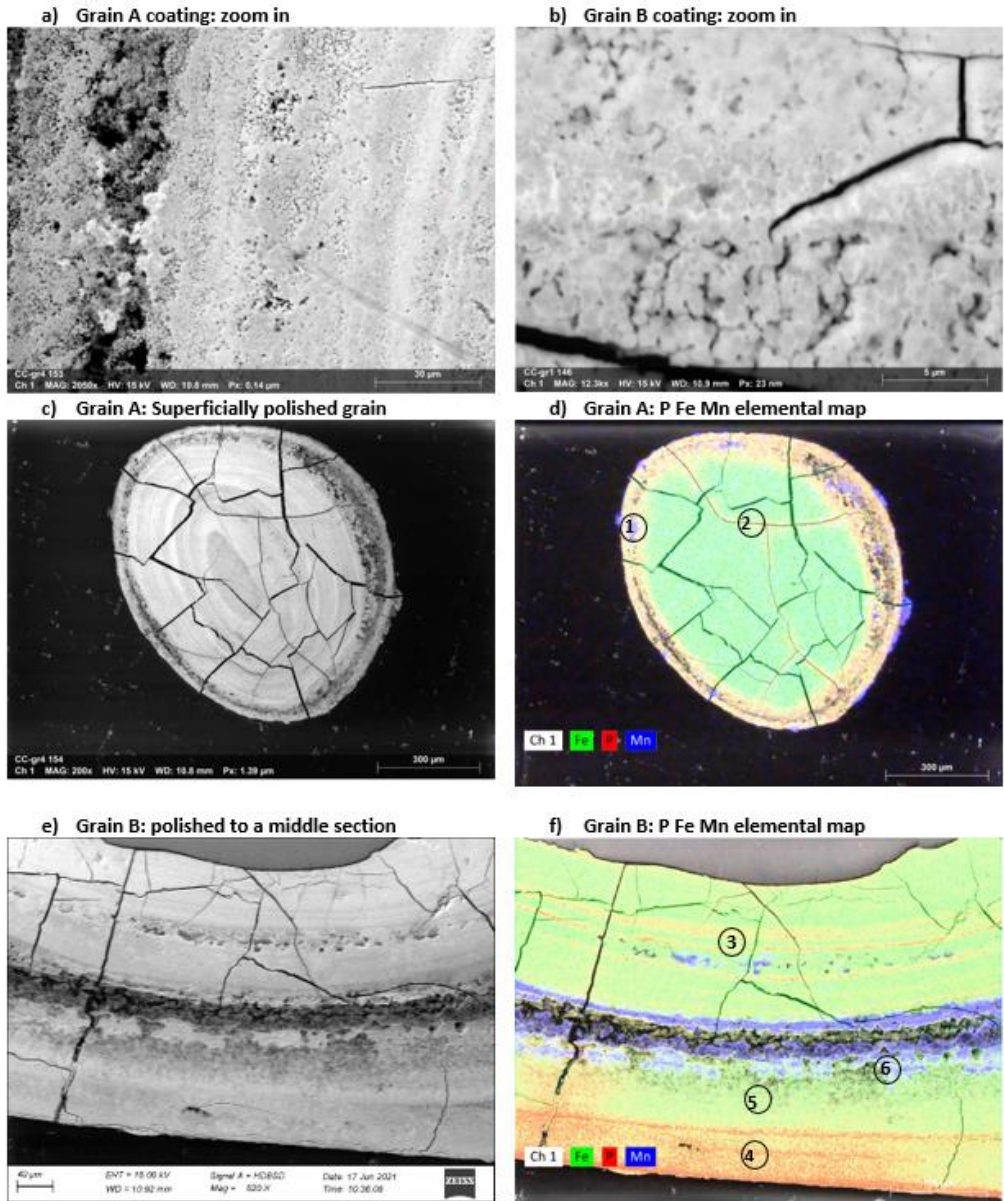 a) Grain A coating: zoom in
b) Grain B coating: zoom in
CC-gr4 153
Ch 1 MAG: 2050x HV: 15 kV WD: 10.8 mm Px: 0.14 µm
30 µm
CC-gr1 146
Ch 1 MAG: 12.3kx HV: 15 kV WD: 10.9 mm Px: 23 nm
5 µm
c) Grain A: Superficially polished grain
d) Grain A: P Fe Mn elemental map
1
2
CC-gr4 154
Ch 1 MAG: 200x HV: 15 kV WD: 10.8 mm Px: 1.39 µm
300 µm
Ch 1 Fe P Mn
300 µm
e) Grain B: polished to a middle section
f) Grain B: P Fe Mn elemental map
3
6
5
4
40 µm
EHT = 15.00 kV
WD = 10.92 mm
Signal A = HDBSD
Mag = 520 X
Date: 17 Jun 2021
Time: 10:36:08
ZEISS
Ch 1 Fe P Mn